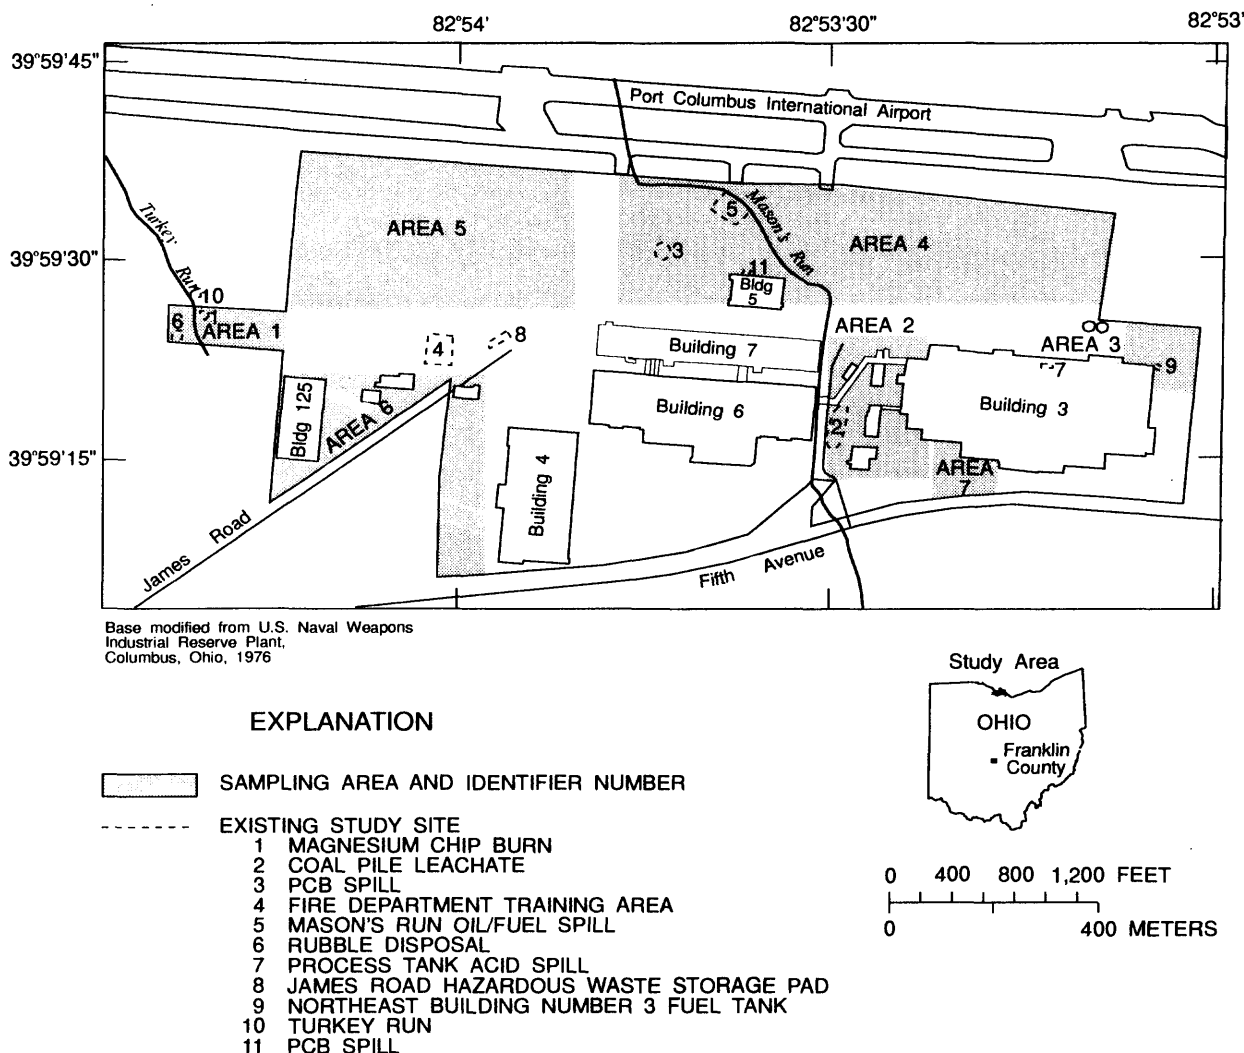 82°54'
82°53'30"
82°53'
39°59'45"
Port Columbus International Airport
Turkey
Run
AREA 5
5
Mason's Run
AREA 4
39°59'30"
3
11
Bldg
5
10
1
6
AREA 1
AREA 2
8
4
Building 7
AREA 3
7
9
Bldg 125
AREA 6
Building 6
Building 3
2
39°59'15"
Building 4
AREA
7
James Road
Fifth Avenue
Base modified from U.S. Naval Weapons
Industrial Reserve Plant,
Columbus, Ohio, 1976
Study Area
OHIO
Franklin
County
EXPLANATION
SAMPLING AREA AND IDENTIFIER NUMBER
EXISTING STUDY SITE
1 MAGNESIUM CHIP BURN
2 COAL PILE LEACHATE
3 PCB SPILL
4 FIRE DEPARTMENT TRAINING AREA
5 MASON'S RUN OIL/FUEL SPILL
6 RUBBLE DISPOSAL
7 PROCESS TANK ACID SPILL
8 JAMES ROAD HAZARDOUS WASTE STORAGE PAD
9 NORTHEAST BUILDING NUMBER 3 FUEL TANK
10 TURKEY RUN
11 PCB SPILL
0 400 800 1,200 FEET
0 400 METERS